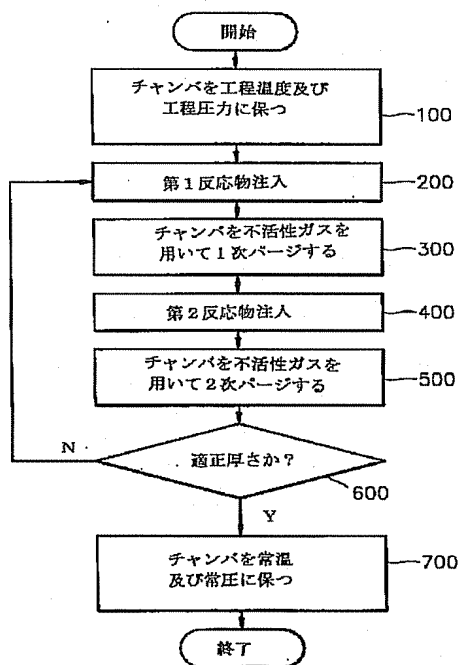 開始
チャンバを工程温度及び
工程圧力に保つ
100
第1反応物注入
200
チャンバを不活性ガスを
用いて1次パージする
300
第2反応物注入
400
チャンバを不活性ガスを
用いて2次パージする
500
適正厚さか？
N
600
Y
チャンバを常温
及び常圧に保つ
700
終了